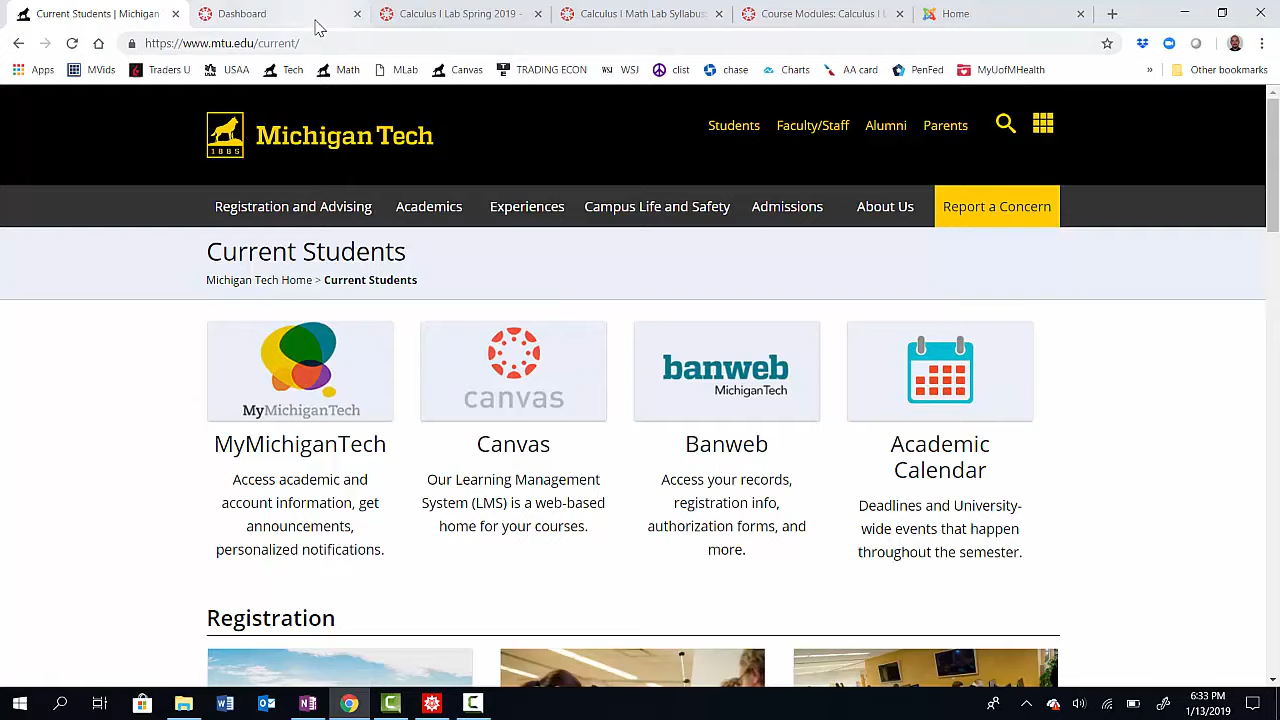 Current Students | Michigan
Dashboard
Calculus I Lab Spring 2019 -
Calculus I Math Lab Syllabus:
Course Modules: Calculus I L
Home
https://www.mtu.edu/current/
Apps
MVids
Traders U
USAA
Tech
Math
MLab
Canvas
TRADING ECON
WSJ WSJ
clist
chase
Charts
AA card
PenFed
MyUofMHealth
»
Other bookmarks
1885
Michigan Tech
Students
Faculty/Staff
Alumni
Parents
Registration and Advising
Academics
Experiences
Campus Life and Safety
Admissions
About Us
Report a Concern
Current Students
Michigan Tech Home > Current Students
MyMichiganTech
canvas
banweb
MichiganTech
MyMichiganTech
Access academic and
account information, get
announcements,
personalized notifications.
Canvas
Our Learning Management
System (LMS) is a web-based
home for your courses.
Banweb
Access your records,
registration info,
authorization forms, and
more.
Academic
Calendar
Deadlines and University-
wide events that happen
throughout the semester.
Registration
6:33 PM
1/13/2019